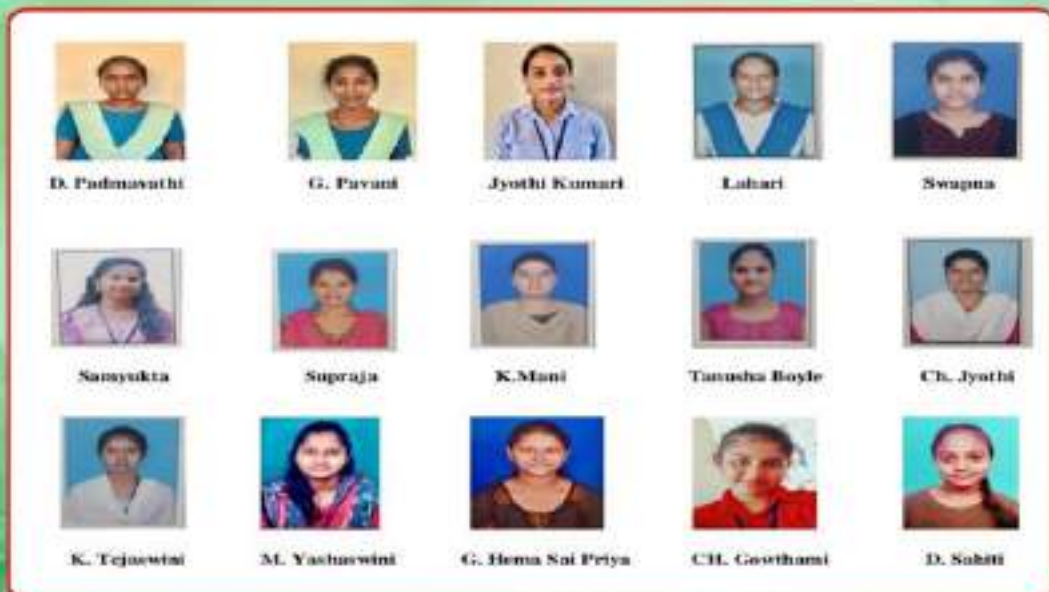 D. Padmavathi G. Pavani Jyothi Kumari Lahari Swapna
Samyukta Supraja K.Mani Tanusha Boyle Ch. Jyothi
K. Tejaswini M. Yashaswini G. Hema Sai Priya CH. Gowthami D. Sahiti